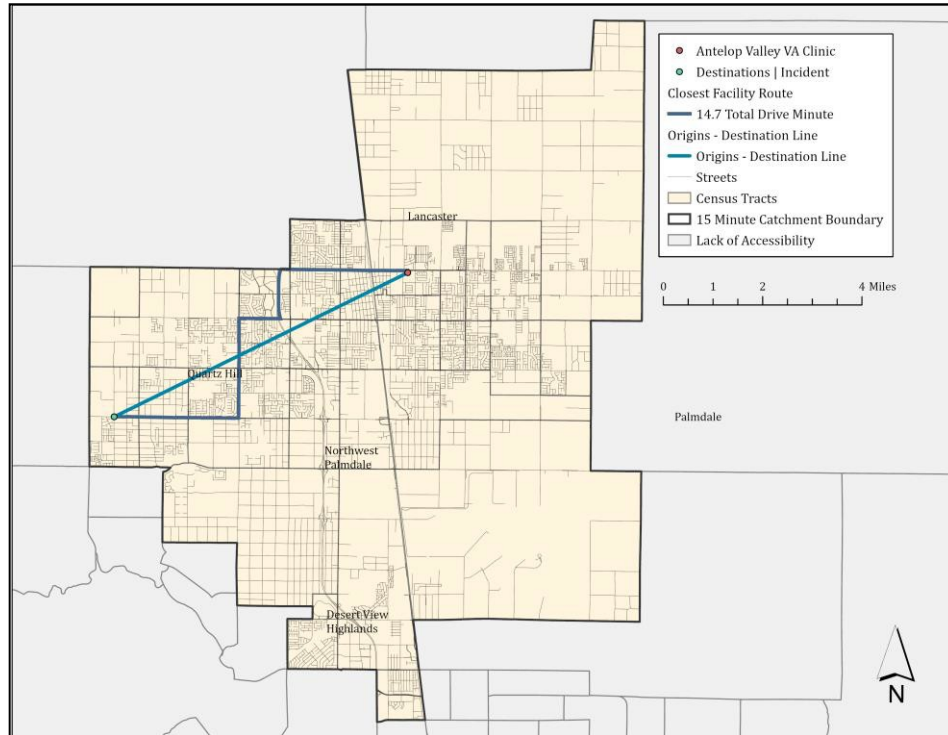 Antelop Valley VA Clinic
Destinations | Incident
Closest Facility Route
14.7 Total Drive Minute
Origins - Destination Line
Origins - Destination Line
Streets
Census Tracts
15 Minute Catchment Boundary
Lack of Accessibility
0 1 2 4 Miles
Lancaster
Quartz Hill
Palmdale
Northwest
Palmdale
Desert View
Highlands
N